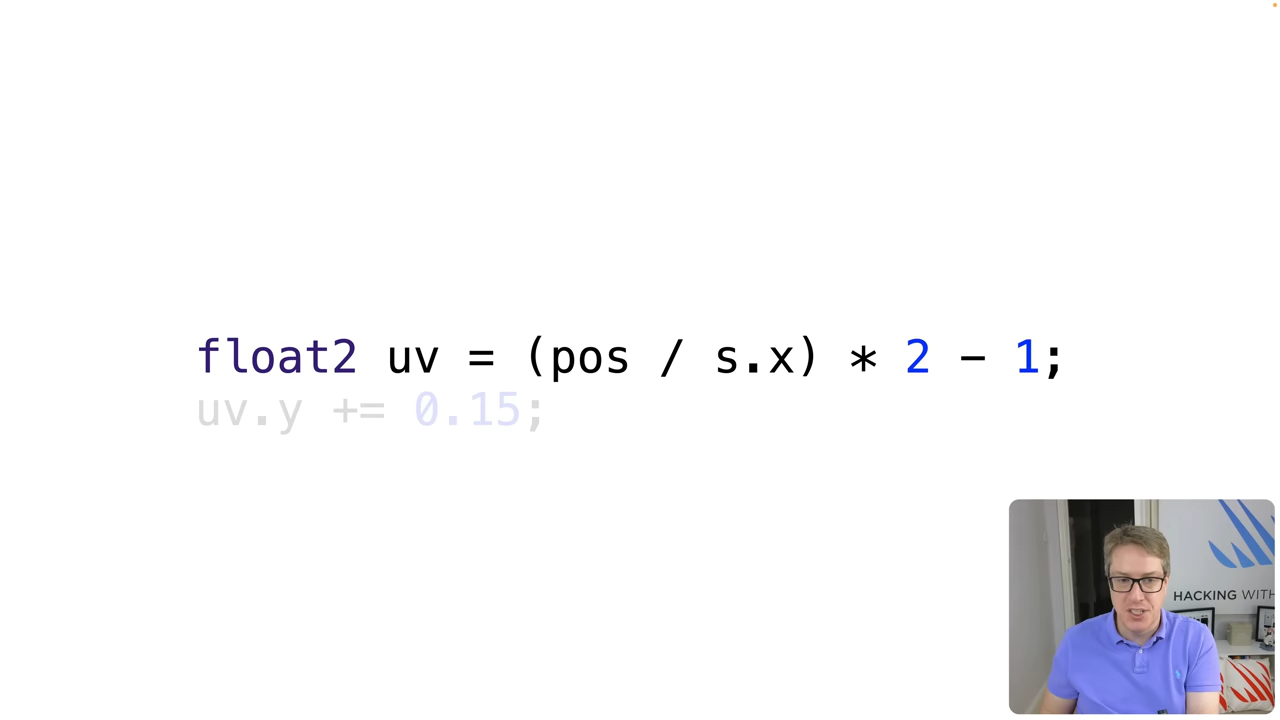 float2 uv = (pos / s.x) * 2 - 1;
uv.y += 0.15;
HACKING WITH